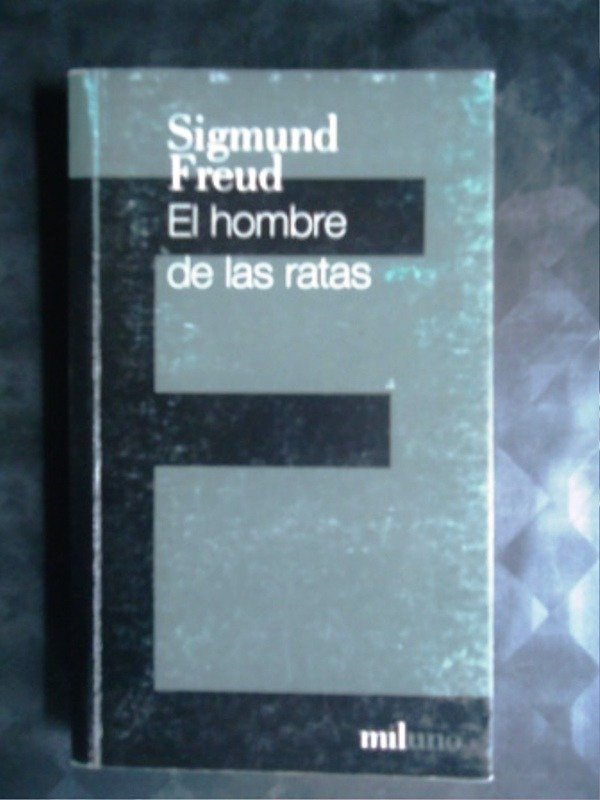 Sigmund
Freud
El hombre
de las ratas
miluno